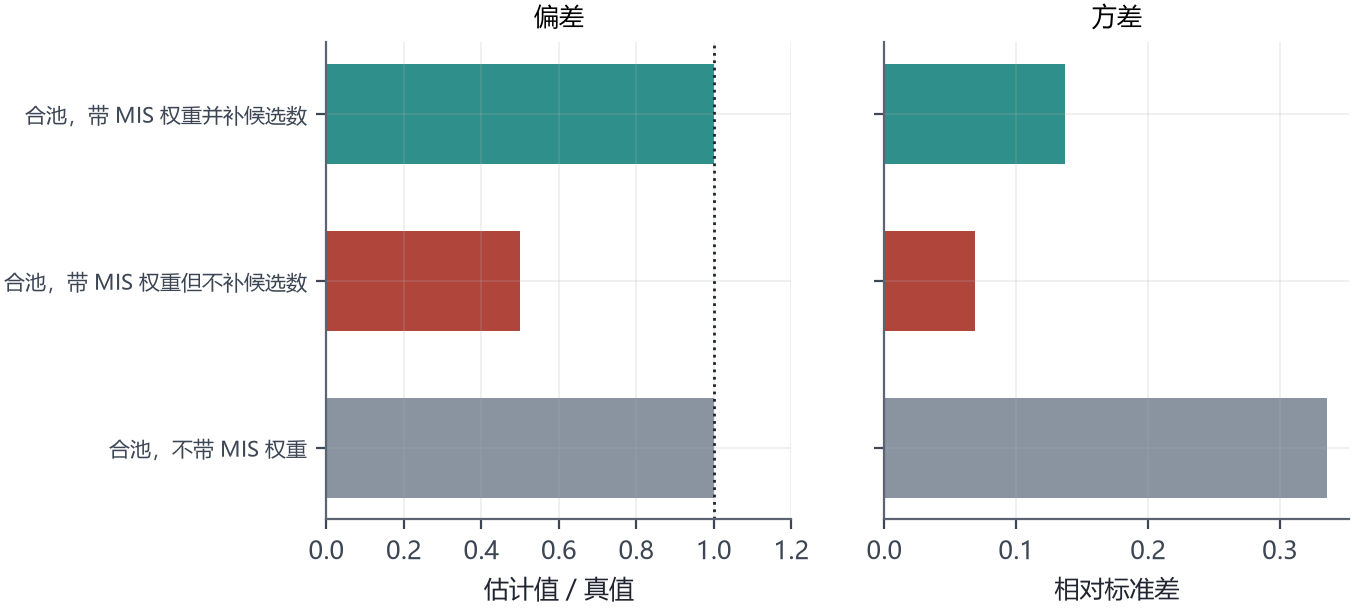 偏差
方差
合池，带 MIS 权重并补候选数
合池，带 MIS 权重但不补候选数
合池，不带 MIS 权重
0.0 0.2 0.4 0.6 0.8 1.0 1.2
0.0 0.1 0.2 0.3
估计值 / 真值
相对标准差